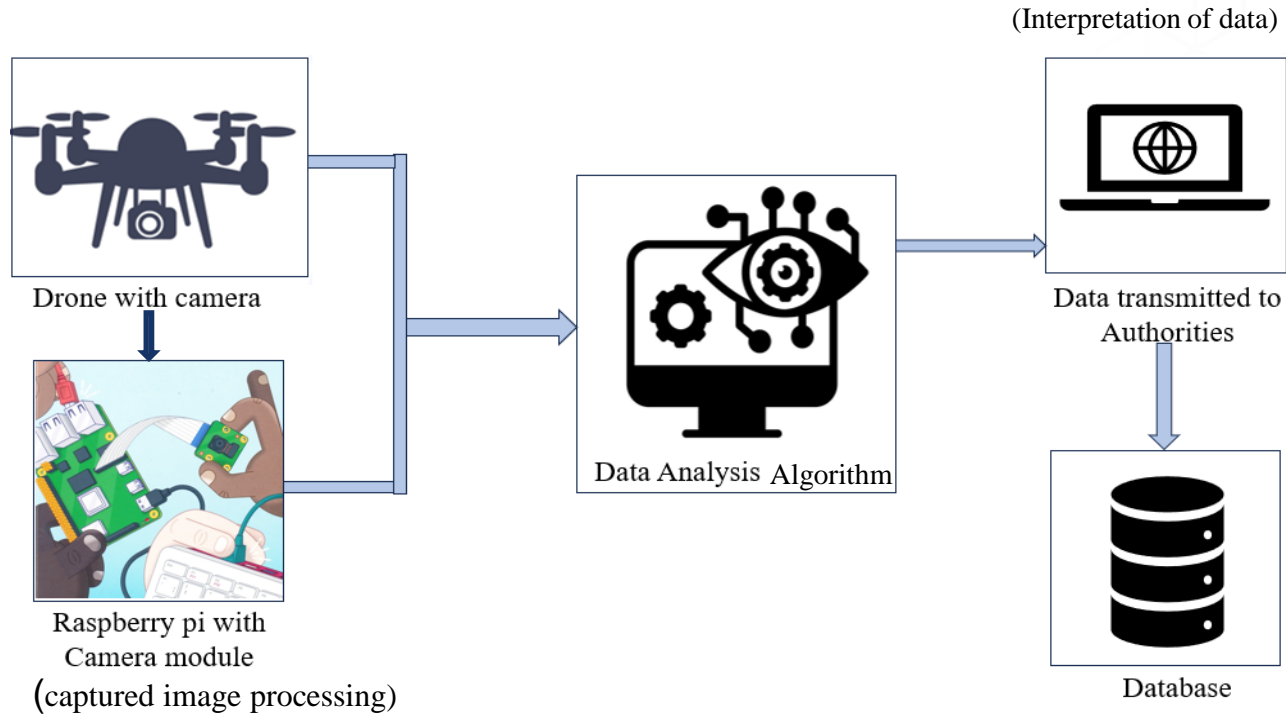 (Interpretation of data)
Drone with camera
Data Analysis Algorithm
Data transmitted to
Authorities
Raspberry pi with
Camera module
(captured image processing)
Database